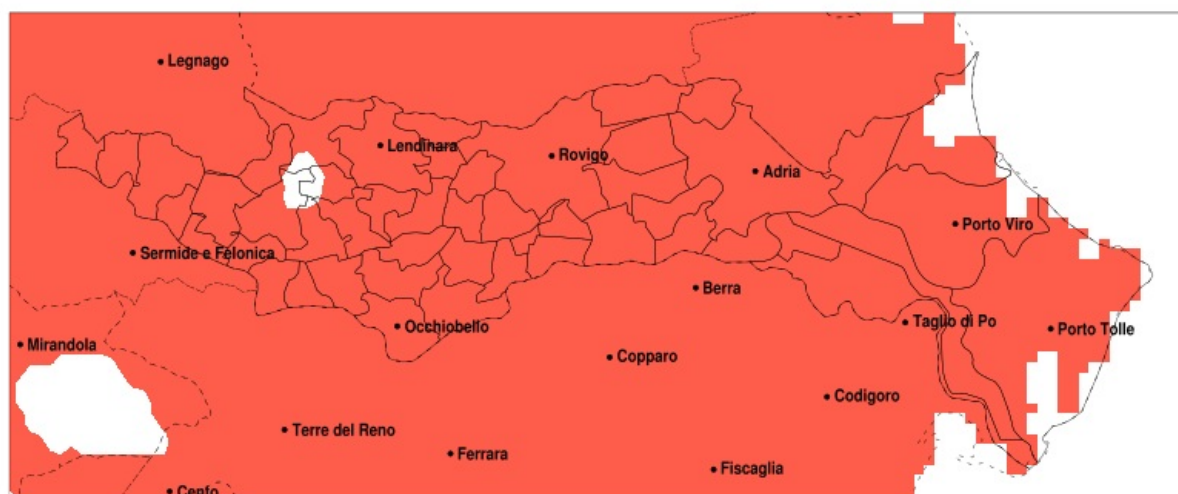 Legnago
Lendinara
Rovigo
Adria
Porto Viro
Sermide e Felonica
Berra
Occhiobello
Taglio di Po
Porto Tolle
Mirandola
Copparo
Codigoro
Terre del Reno
Ferrara
Fiscaglia
Cento